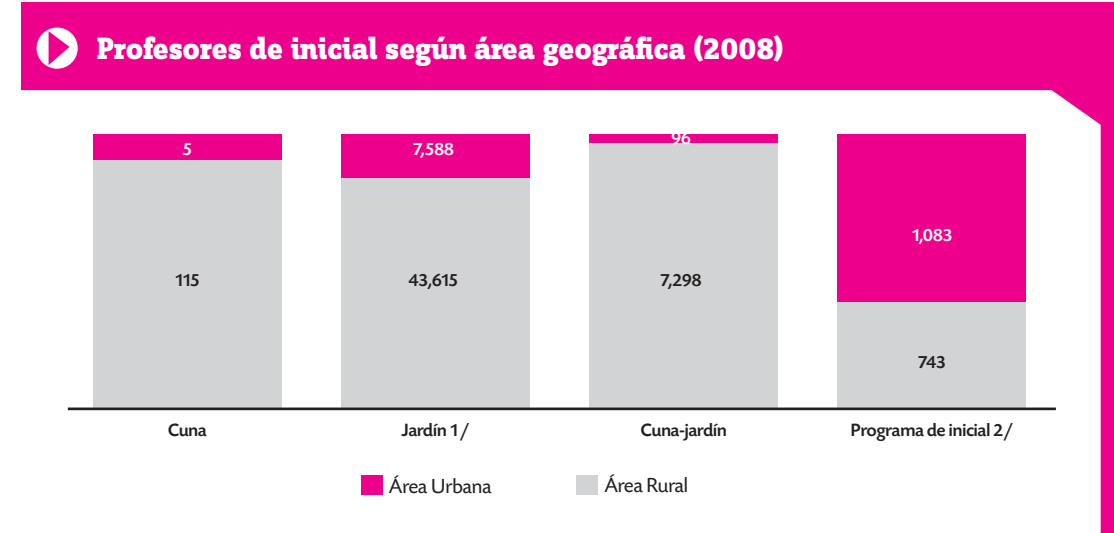 Profesores de inicial según área geográfica (2008)
5
7,588
96
1,083
115
43,615
7,298
743
Cuna
Jardín 1/
Cuna-jardín
Programa de inicial 2/
Área Urbana
Área Rural